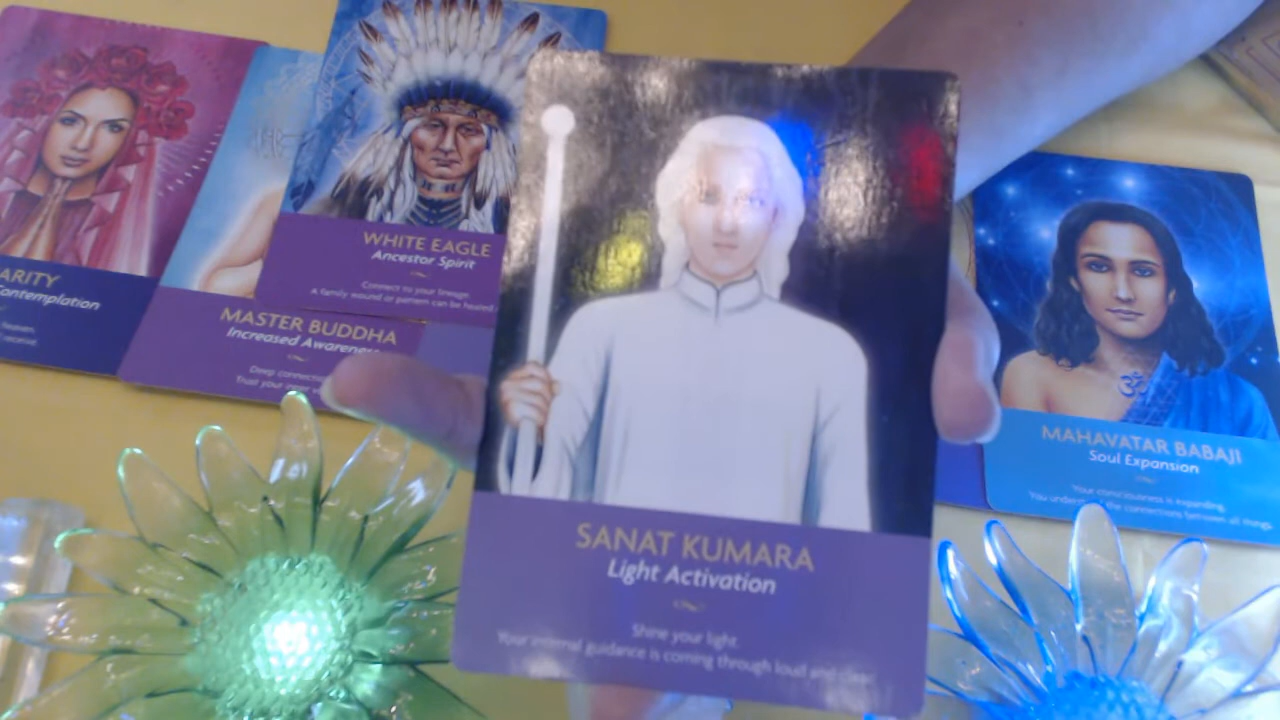 ARITY
Contemplation
heaven.
receive.
MASTER BUDDHA
Increased Awareness
Deep connection
Trust your inner
WHITE EAGLE
Ancestor Spirit
Connect to your lineage.
A family wound or pattern can be healed.
SANAT KUMARA
Light Activation
Shine your light.
Your internal guidance is coming through loud and clear.
MAHAVATAR BABAJI
Soul Expansion
Your consciousness is expanding.
You the connections between all things.